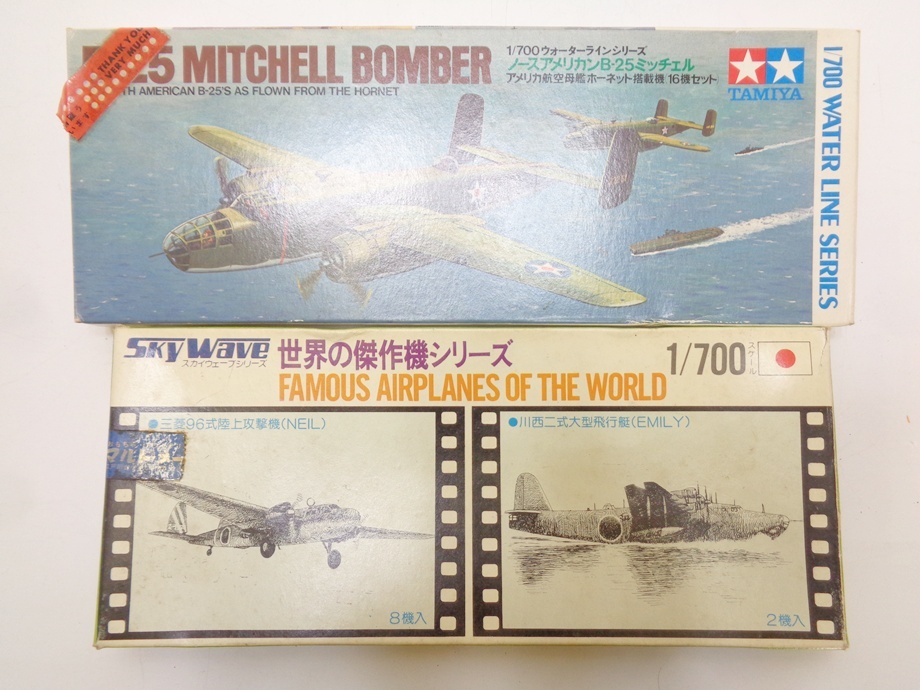 THANK YOU
VERY MUCH
25 MITCHELL BOMBER
TH AMERICAN B-25'S AS FLOWN FROM THE HORNET
1/700ウォーターラインシリーズ
ノースアメリカンB-25ミッチェル
アメリカ航空母艦ホーネット搭載機 16機セット
TAMIYA
1/700 WATER LINE SERIES
SkyWave
スカイウェーブシリーズ
世界の傑作機シリーズ
FAMOUS AIRPLANES OF THE WORLD
1/700
スケール
●三菱96式陸上攻撃機(NEIL)
8機入
●川西二式大型飛行艇(EMILY)
2機入